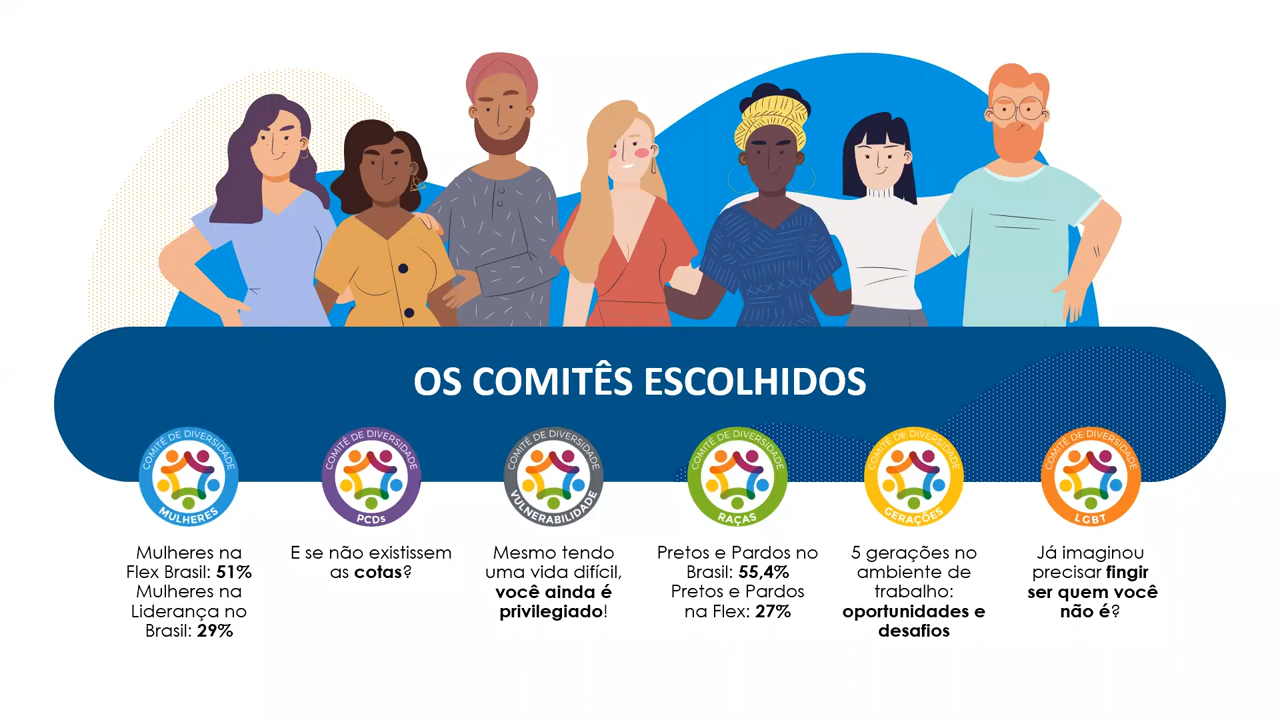 OS COMITÊS ESCOLHIDOS
COMITÊ DE DIVERSIDADE
MULHERES
Mulheres na
Flex Brasil: 51%
Mulheres na
Liderança no
Brasil: 29%
COMITÊ DE DIVERSIDADE
PCDs
E se não existissem
as cotas?
COMITÊ DE DIVERSIDADE
VULNERABILIDADE
Mesmo tendo
uma vida difícil,
você ainda é
privilegiado!
COMITÊ DE DIVERSIDADE
RAÇAS
Pretos e Pardos no
Brasil: 55,4%
Pretos e Pardos
na Flex: 27%
COMITÊ DE DIVERSIDADE
GERAÇÕES
5 gerações no
ambiente de
trabalho:
oportunidades e
desafios
COMITÊ DE DIVERSIDADE
LGBT
Já imaginou
precisar fingir
ser quem você
não é?